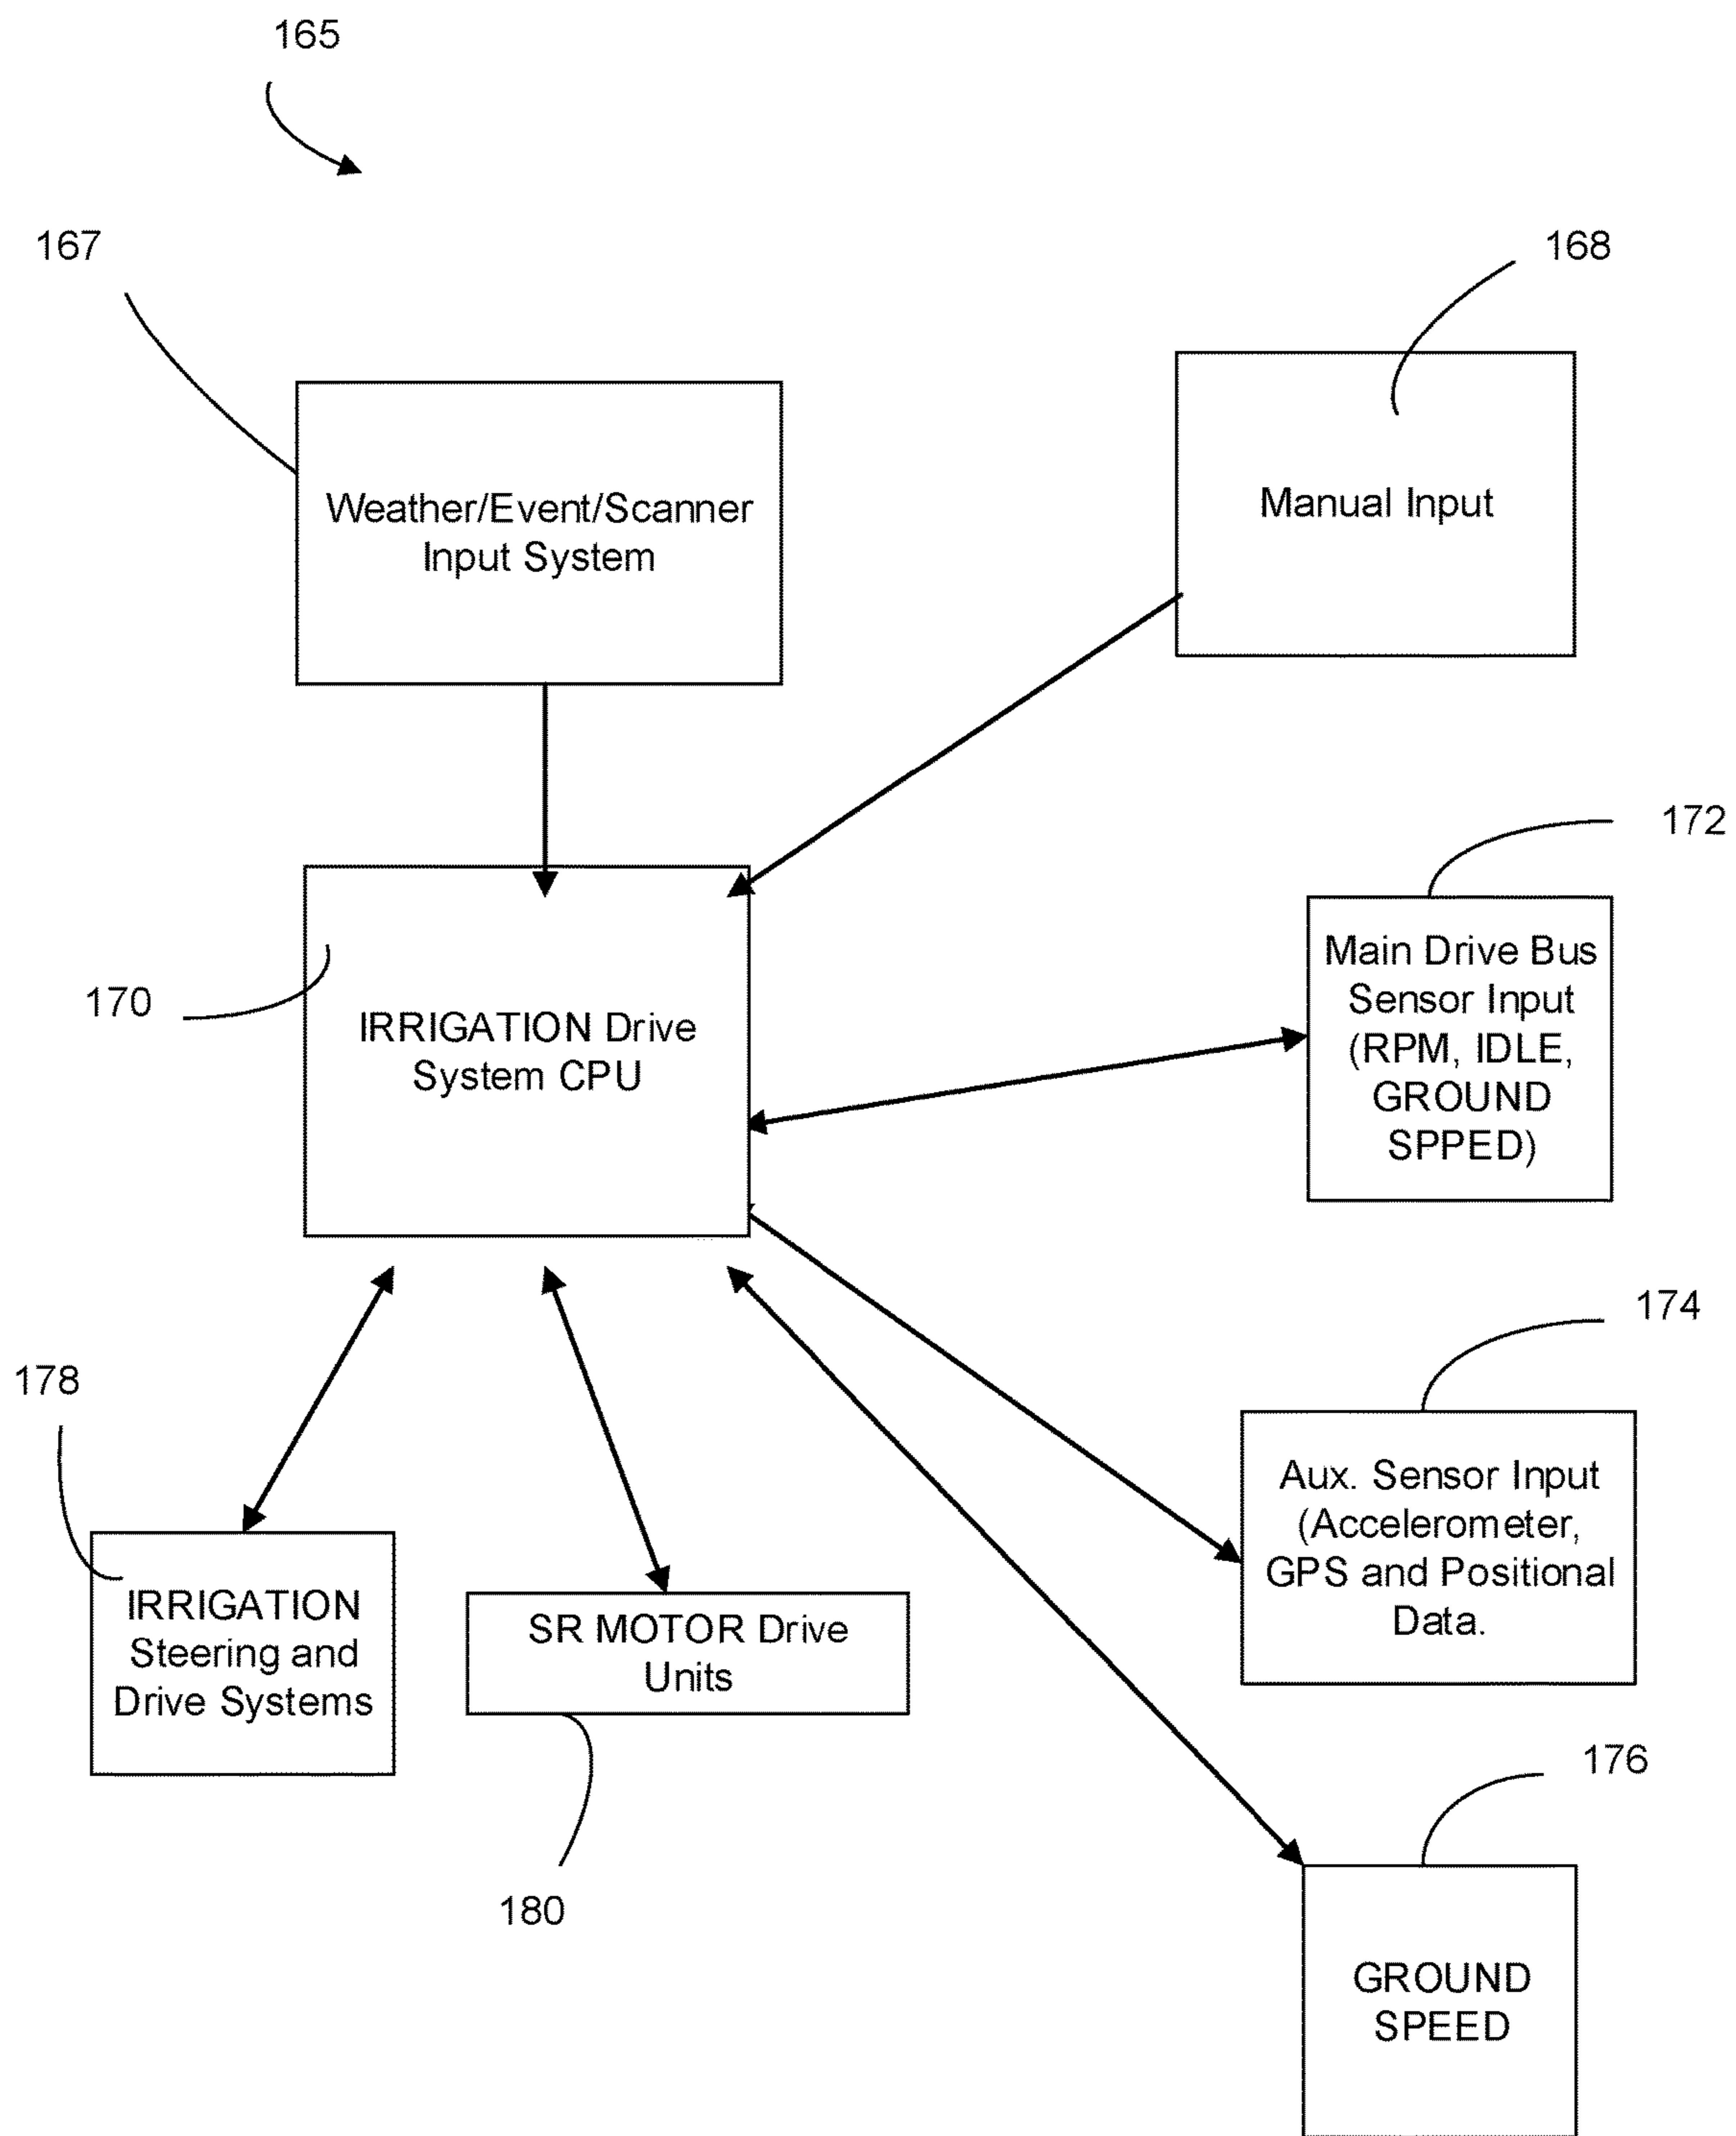 165
167
168
Weather/Event/Scanner
Input System
Manual Input
172
170
IRRIGATION Drive
System CPU
Main Drive Bus
Sensor Input
(RPM, IDLE,
GROUND
SPPED)
174
178
Aux. Sensor Input
(Accelerometer,
GPS and Positional
Data.
IRRIGATION
Steering and
Drive Systems
SR MOTOR Drive
Units
176
180
GROUND
SPEED